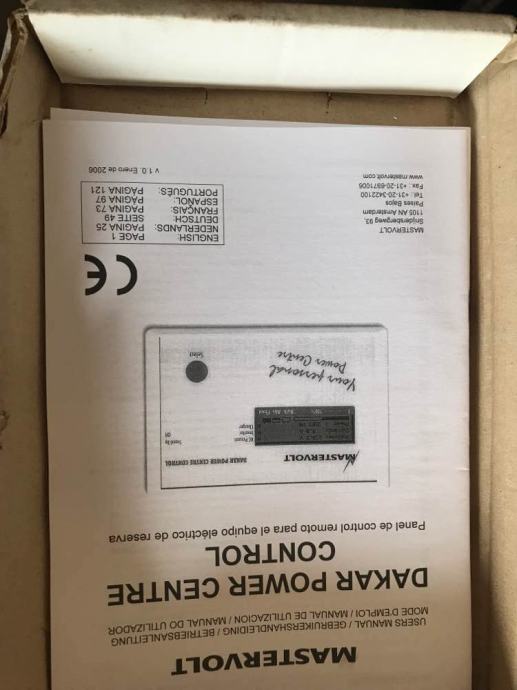 MASTERVOLT
USERS MANUAL / GEBRUIKERSHANDLEIDING / BETRIEBSANLEITUNG
MODE D'EMPLOI / MANUAL DE UTILIZACION / MANUAL DO UTILIZADOR
DAKAR POWER CENTRE
CONTROL
Panel de control remoto para el equipo eléctrico de reserva
MASTERVOLT
DAKAR POWER CENTRE CONTROL
Your personal
Power Centre
Select
CE
ENGLISH: PAGE 1
NEDERLANDS: PAGINA 25
DEUTSCH: SEITE 49
FRANÇAIS: PAGINA 73
ESPAÑOL: PAGINA 97
PORTUGUÊS: PAGINA 121
v 1.0. Enero de 2006
MASTERVOLT
Snijdersbergweg 93,
1105 AN Amsterdam
Países Bajos
Tel.: +31-20-3422100
Fax.: +31-20-6971006
www.mastervolt.com